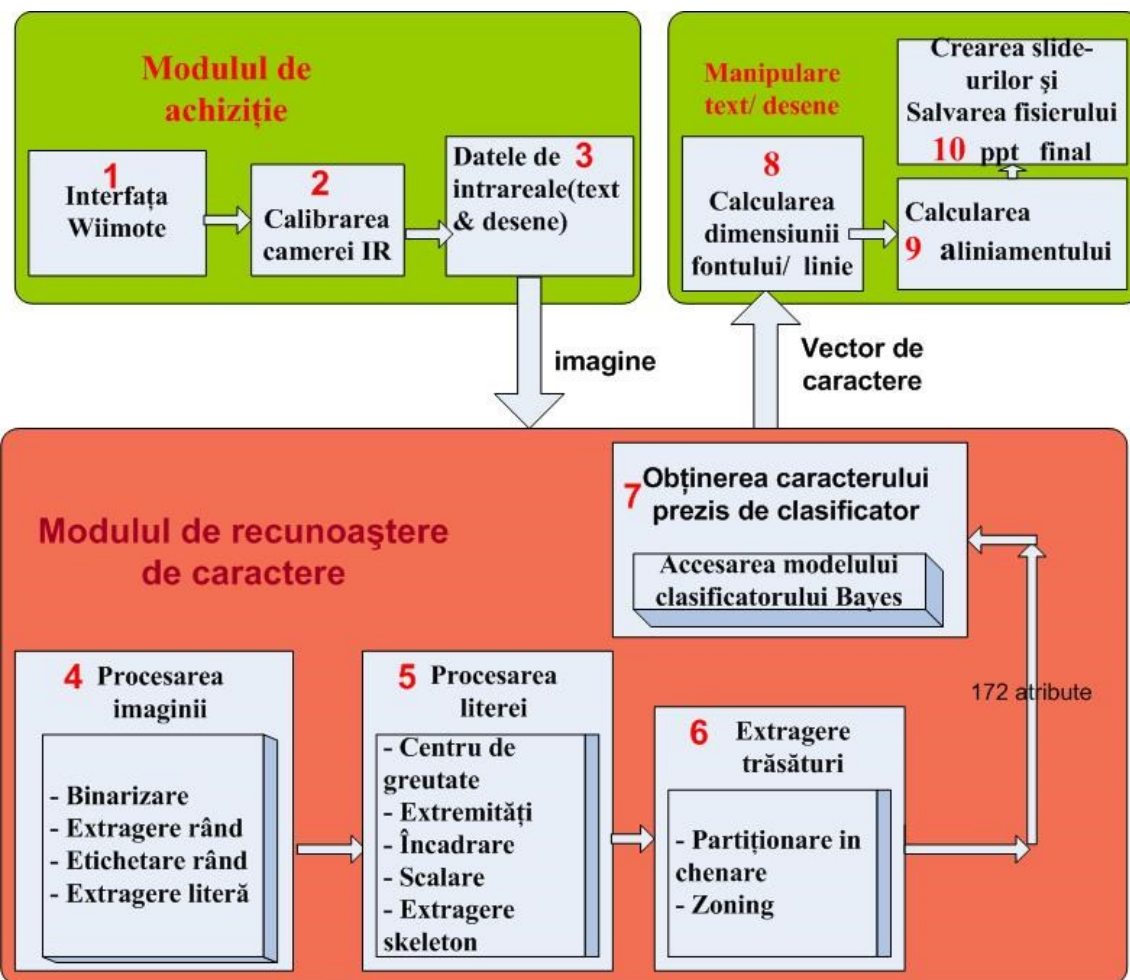 Modulul de
achiziție
1
Interfața
Wiimote
2
Calibrarea
camerei IR
Datele de 3
intrareale(text
& desene)
Manipulare
text/ desene
8
Calcularea
dimensiunii
fontului/ linie
Calcularea
9 aliniamentului
Crearea slide-
urilor şi
Salvarea fisierului
10 ppt final
imagine
Vector de
caractere
Modulul de recunoaştere
de caractere
4 Procesarea
imaginii
- Binarizare
- Extragere rând
- Etichetare rând
- Extragere literă
5 Procesarea
literei
- Centru de
greutate
- Extremități
- Încadrare
- Scalare
- Extragere
skeleton
6 Extragere
trăsături
- Partiționare in
chenare
- Zoning
172 atribute
7 Obținerea caracterului
prezis de clasificator
Accesarea modelului
clasificatorului Bayes